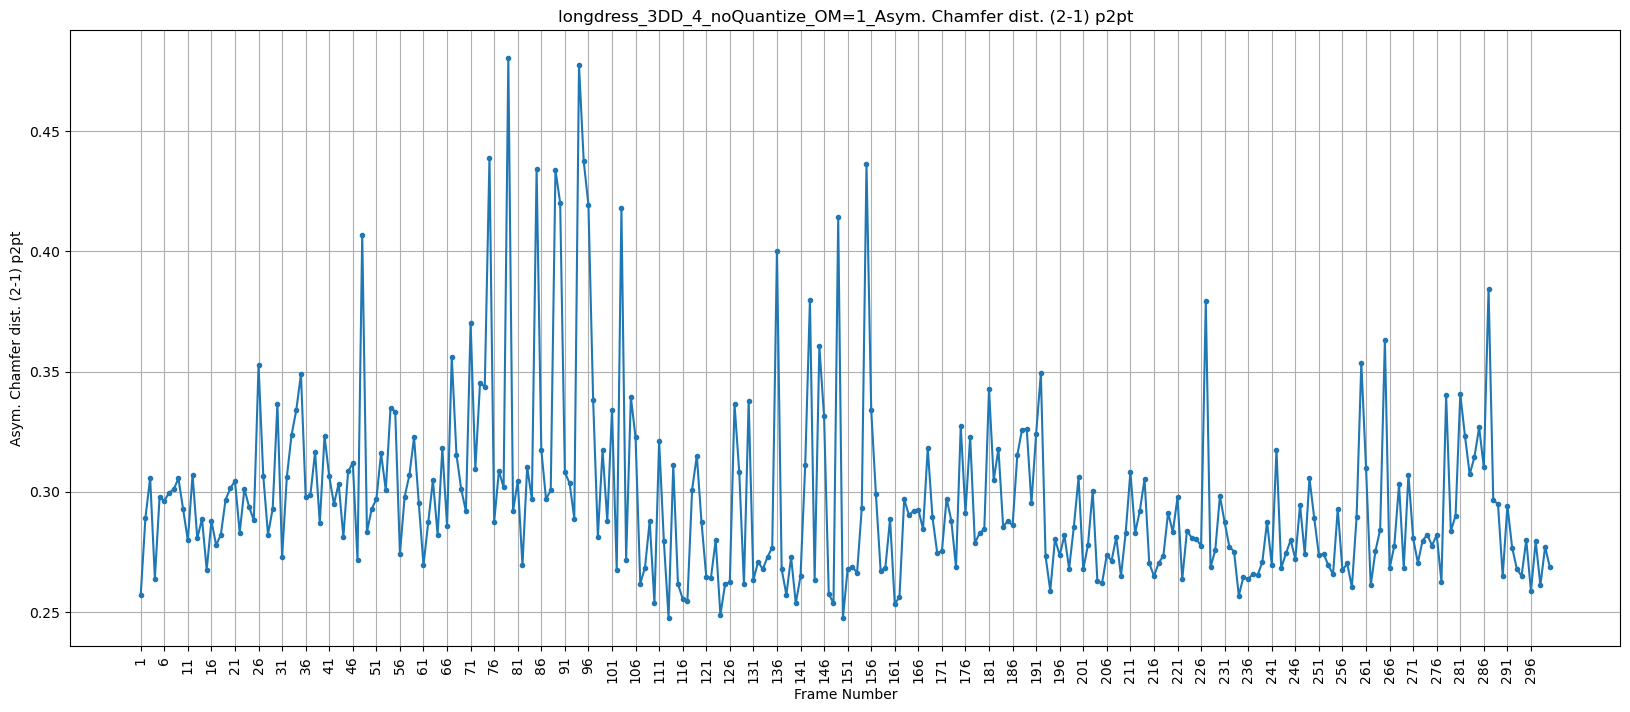 longdress_3DD_4_noQuantize_OM=1_Asym. Chamfer dist. (2-1) p2pt
Asym. Chamfer dist. (2-1) p2pt
0.45
0.40
0.35
0.30
0.25
1 6 11 16 21 26 31 36 41 46 51 56 61 66 71 76 81 86 91 96 101 106 111 116 121 126 131 136 141 146 151 156 161 166 171 176 181 186 191 196 201 206 211 216 221 226 231 236 241 246 251 256 261 266 271 276 281 286 291 296
Frame Number